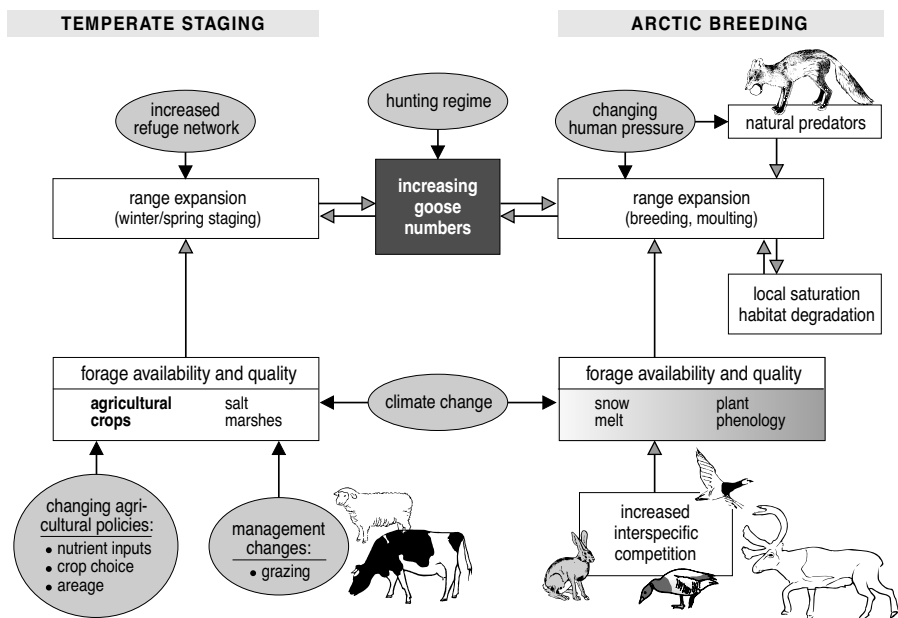 TEMPERATE STAGING
ARCTIC BREEDING
increased
refuge network
hunting regime
changing
human pressure
natural predators
range expansion
(winter/spring staging)
increasing
goose
numbers
range expansion
(breeding, moulting)
local saturation
habitat degradation
forage availability and quality
agricultural
crops
salt
marshes
climate change
forage availability and quality
snow
melt
plant
phenology
changing agri-
cultural policies:
• nutrient inputs
• crop choice
• areage
management
changes:
• grazing
increased
interspecific
competition